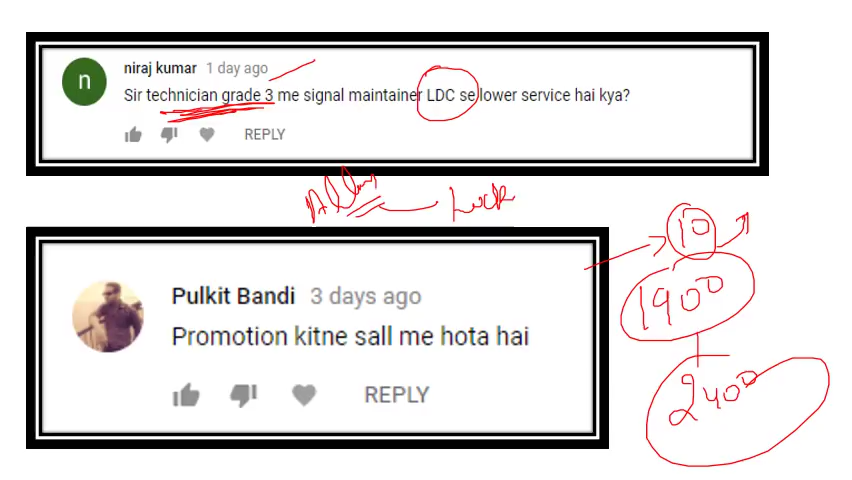 n
niraj kumar 1 day ago
Sir technician grade 3 me signal maintainer LDC se lower service hai kya?
REPLY
Luck
10
1900
2400
Pulkit Bandi 3 days ago
Promotion kitne sall me hota hai
REPLY